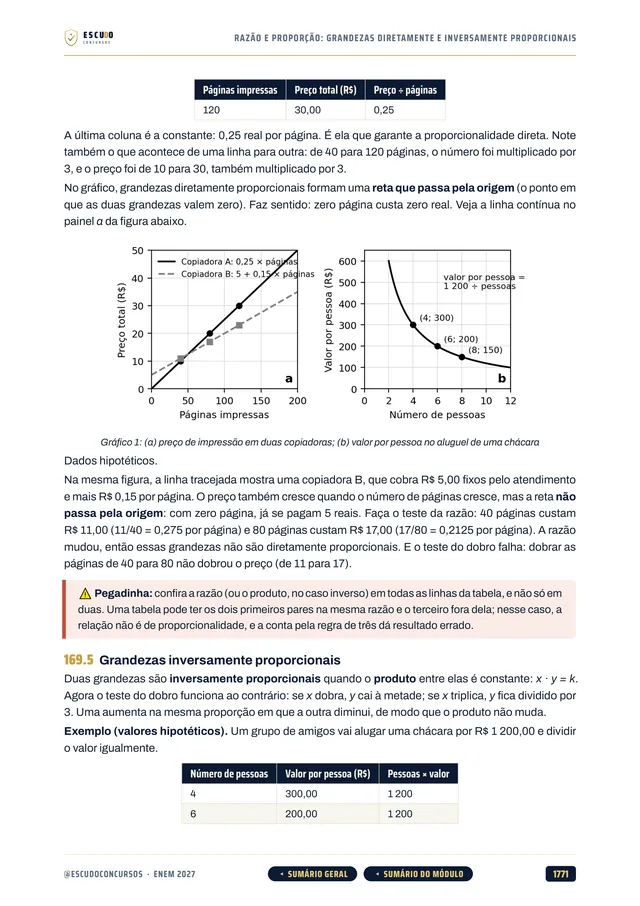 ESCUDO
CONCURSOS
RAZÃO E PROPORÇÃO: GRANDEZAS DIRETAMENTE E INVERSAMENTE PROPORCIONAIS
Páginas impressas Preço total (R$) Preço ÷ páginas
120 30,00 0,25
A última coluna é a constante: 0,25 real por página. É ela que garante a proporcionalidade direta. Note
também o que acontece de uma linha para outra: de 40 para 120 páginas, o número foi multiplicado por
3, e o preço foi de 10 para 30, também multiplicado por 3.
No gráfico, grandezas diretamente proporcionais formam uma reta que passa pela origem (o ponto em
que as duas grandezas valem zero). Faz sentido: zero página custa zero real. Veja a linha contínua no
painel a da figura abaixo.
Preço total (R$)
50
40
30
20
10
0
Copiadora A: 0,25 × páginas
Copiadora B: 5 + 0,15 × páginas
a
0 50 100 150 200
Páginas impressas
Valor por pessoa (R$)
600
500
400
300
200
100
0
valor por pessoa =
1 200 ÷ pessoas
(4; 300)
(6; 200)
(8; 150)
b
0 2 4 6 8 10 12
Número de pessoas
Gráfico 1: (a) preço de impressão em duas copiadoras; (b) valor por pessoa no aluguel de uma chácara
Dados hipotéticos.
Na mesma figura, a linha tracejada mostra uma copiadora B, que cobra R$ 5,00 fixos pelo atendimento
e mais R$ 0,15 por página. O preço também cresce quando o número de páginas cresce, mas a reta não
passa pela origem: com zero página, já se pagam 5 reais. Faça o teste da razão: 40 páginas custam
R$ 11,00 (11/40 = 0,275 por página) e 80 páginas custam R$ 17,00 (17/80 = 0,2125 por página). A razão
mudou, então essas grandezas não são diretamente proporcionais. E o teste do dobro falha: dobrar as
páginas de 40 para 80 não dobrou o preço (de 11 para 17).
Pegadinha: confira a razão (ou o produto, no caso inverso) em todas as linhas da tabela, e não só em
duas. Uma tabela pode ter os dois primeiros pares na mesma razão e o terceiro fora dela; nesse caso, a
relação não é de proporcionalidade, e a conta pela regra de três dá resultado errado.
169.5 Grandezas inversamente proporcionais
Duas grandezas são inversamente proporcionais quando o produto entre elas é constante: x · y = k.
Agora o teste do dobro funciona ao contrário: se x dobra, y cai à metade; se x triplica, y fica dividido por
3. Uma aumenta na mesma proporção em que a outra diminui, de modo que o produto não muda.
Exemplo (valores hipotéticos). Um grupo de amigos vai alugar uma chácara por R$ 1 200,00 e dividir
o valor igualmente.
Número de pessoas Valor por pessoa (R$) Pessoas × valor
4 300,00 1 200
6 200,00 1 200
@ESCUDOCONCURSOS · ENEM 2027
SUMÁRIO GERAL
SUMÁRIO DO MÓDULO
1771